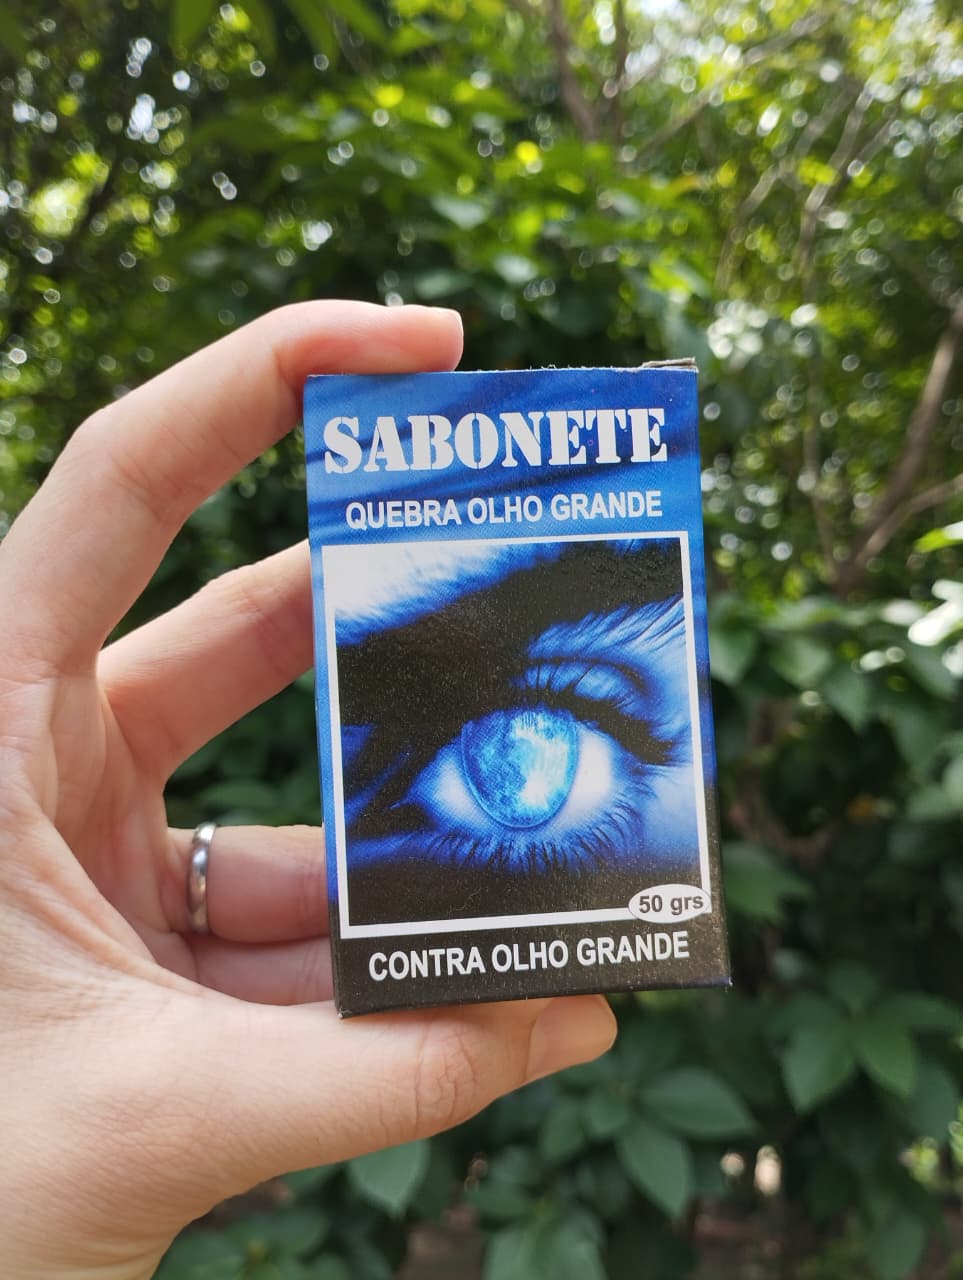 SABONETE
QUEBRA OLHO GRANDE
50 grs
CONTRA OLHO GRANDE